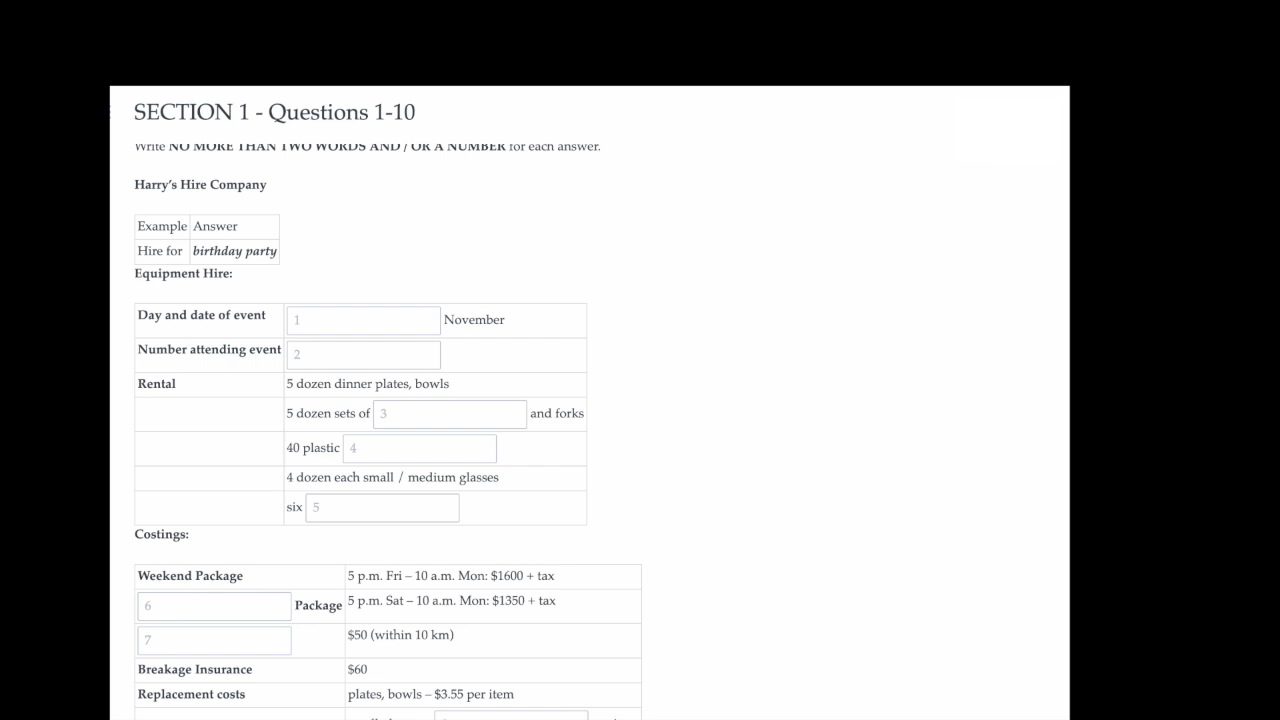 SECTION 1 - Questions 1-10
Write NO MORE THAN TWO WORDS AND / OR A NUMBER for each answer.
Harry's Hire Company
Example Answer
Hire for birthday party
Equipment Hire:
Day and date of event 1 November
Number attending event 2
Rental 5 dozen dinner plates, bowls
5 dozen sets of 3 and forks
40 plastic 4
4 dozen each small / medium glasses
six 5
Costings:
Weekend Package 5 p.m. Fri – 10 a.m. Mon: $1600 + tax
6 Package 5 p.m. Sat – 10 a.m. Mon: $1350 + tax
7 $50 (within 10 km)
Breakage Insurance $60
Replacement costs plates, bowls – $3.55 per item